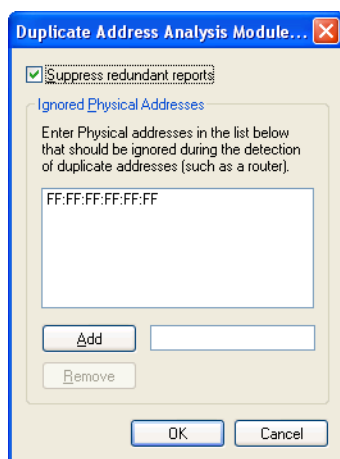 Duplicate Address Analysis Module...
Suppress redundant reports
Ignored Physical Addresses
Enter Physical addresses in the list below
that should be ignored during the detection
of duplicate addresses (such as a router).
FF:FF:FF:FF:FF:FF
Add
Remove
OK Cancel